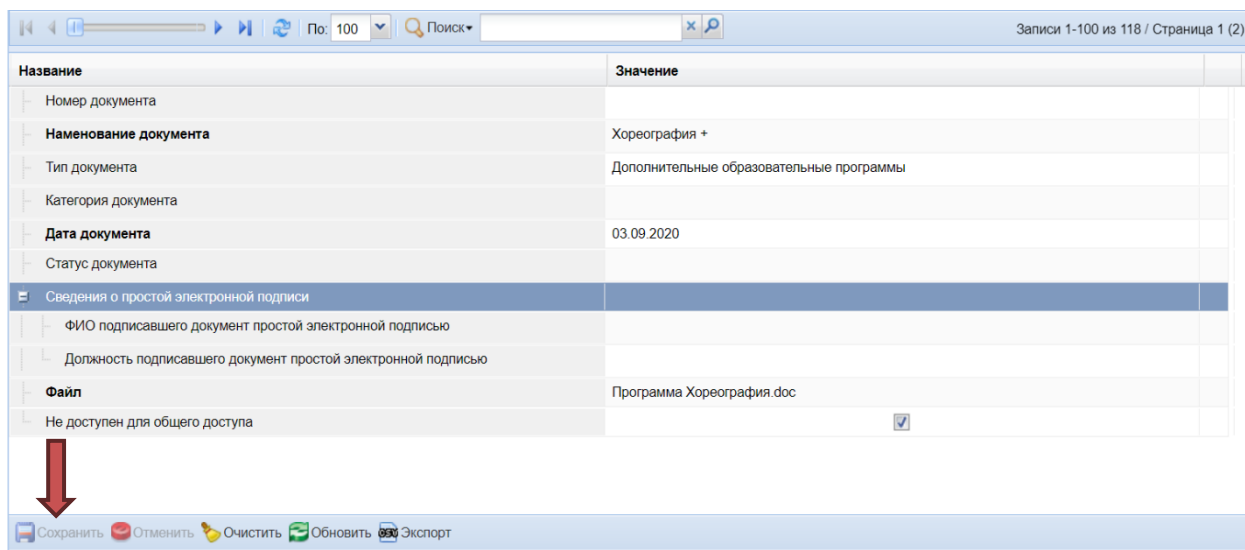 По: 100 Поиск Записи 1-100 из 118 / Страница 1 (2)
Название Значение
Номер документа
Наменование документа Хореография +
Тип документа Дополнительные образовательные программы
Категория документа
Дата документа 03.09.2020
Статус документа
Сведения о простой электронной подписи
ФИО подписавшего документ простой электронной подписью
Должность подписавшего документ простой электронной подписью
Файл Программа Хореография.doc
Не доступен для общего доступа
Сохранить Отменить Очистить Обновить CSV Экспорт